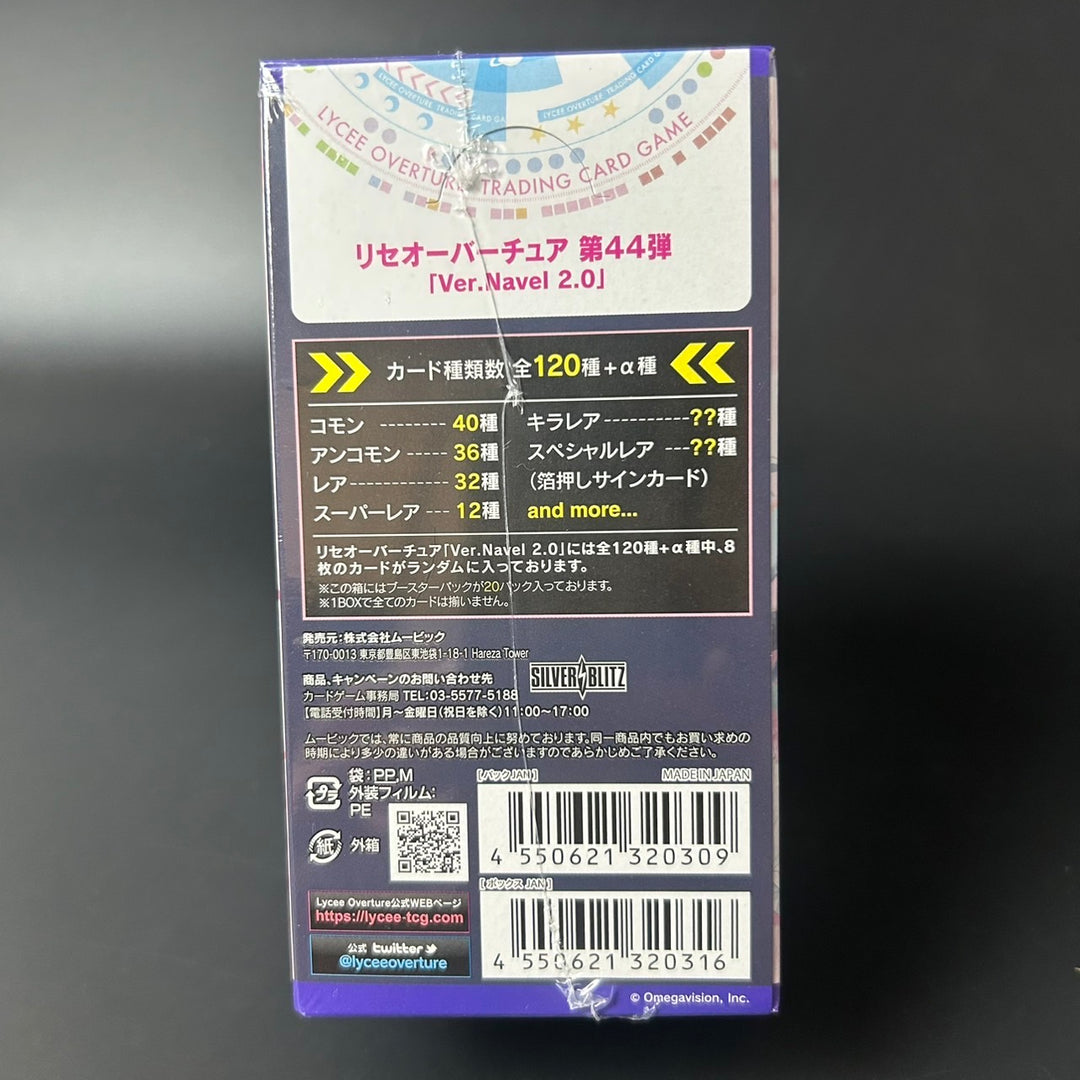 LYCEE OVERTURE TRADING CARD GAME
LYCEE OVERTURE TRADING CARD GAME
LYCEE OVERTURE TRADING CARD GAME
リセオーバーチュア 第44弾
「Ver.Navel 2.0」
カード種類数 全120種+α種
コモン -------- 40種
アンコモン ----- 36種
レア------------ 32種
スーパーレア --- 12種
キラレア-----------??種
スペシャルレア ---??種
(箔押しサインカード)
and more...
リセオーバーチュア「Ver.Navel 2.0」には全120種+α種中、8
枚のカードがランダムに入っております。
※この箱にはブースターパックが20パック入っております。
※1BOXで全てのカードは揃いません。
発売元:株式会社ムービック
〒170-0013 東京都豊島区東池袋1-18-1 Hareza Tower
商品、キャンペーンのお問い合わせ先
カードゲーム事務局 TEL:03-5577-5188
【電話受付時間】月~金曜日(祝日を除く)11:00~17:00
SILVER BLITZ
ムービックでは、常に商品の品質向上に努めております。同一商品内でもお買い求めの
時期により多少の違いがある場合がございますのであらかじめご了承ください。
プラ
袋:PP,M
外装フィルム:
PE
紙 外箱
[パックJAN]
MADE IN JAPAN
4 550621 320309
[ボックス JAN]
4 550621 320316
Lycee Overture公式WEBページ
https://lycee-tcg.com
公式 twitter
@lyceeoverture
© Omegavision, Inc.